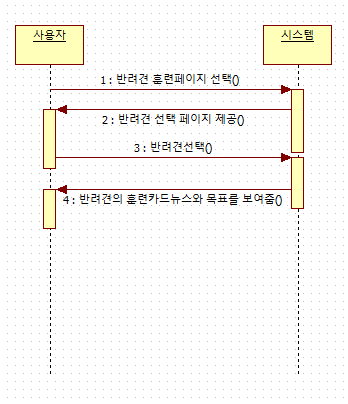 사용자
시스템
1 : 반려견 훈련페이지 선택()
2 : 반려견 선택 페이지 제공()
3 : 반려견선택()
4 : 반려견의 훈련카드뉴스와 목표를 보여줌()